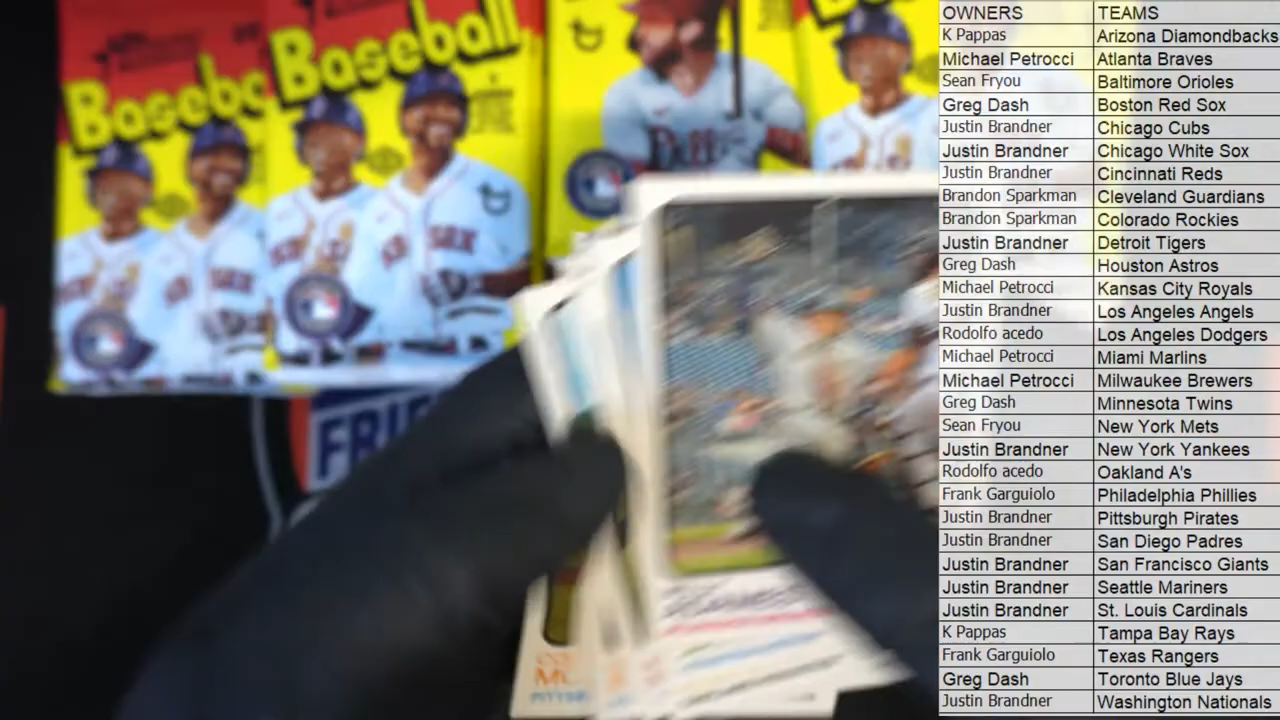 Baseba
Baseball
FRI
PITTSB
OWNERS TEAMS
K Pappas Arizona Diamondbacks
Michael Petrocci Atlanta Braves
Sean Fryou Baltimore Orioles
Greg Dash Boston Red Sox
Justin Brandner Chicago Cubs
Justin Brandner Chicago White Sox
Justin Brandner Cincinnati Reds
Brandon Sparkman Cleveland Guardians
Brandon Sparkman Colorado Rockies
Justin Brandner Detroit Tigers
Greg Dash Houston Astros
Michael Petrocci Kansas City Royals
Justin Brandner Los Angeles Angels
Rodolfo acedo Los Angeles Dodgers
Michael Petrocci Miami Marlins
Michael Petrocci Milwaukee Brewers
Greg Dash Minnesota Twins
Sean Fryou New York Mets
Justin Brandner New York Yankees
Rodolfo acedo Oakland A's
Frank Garguiolo Philadelphia Phillies
Justin Brandner Pittsburgh Pirates
Justin Brandner San Diego Padres
Justin Brandner San Francisco Giants
Justin Brandner Seattle Mariners
Justin Brandner St. Louis Cardinals
K Pappas Tampa Bay Rays
Frank Garguiolo Texas Rangers
Greg Dash Toronto Blue Jays
Justin Brandner Washington Nationals